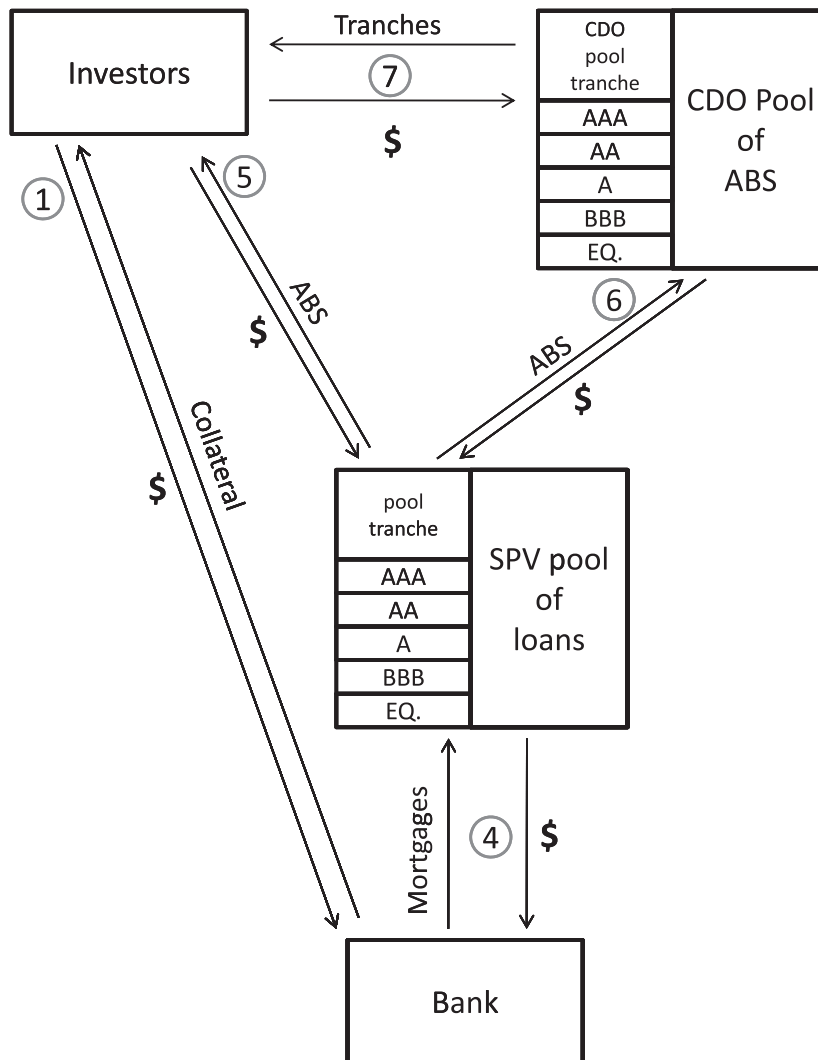 Investors
Tranches
7
$
CDO
pool
tranche
AAA
AA
A
BBB
EQ.
CDO Pool
of
ABS
1
5
ABS
$
6
ABS
$
Collateral
$
pool
tranche
AAA
AA
A
BBB
EQ.
SPV pool
of
loans
Mortgages
4
$
Bank